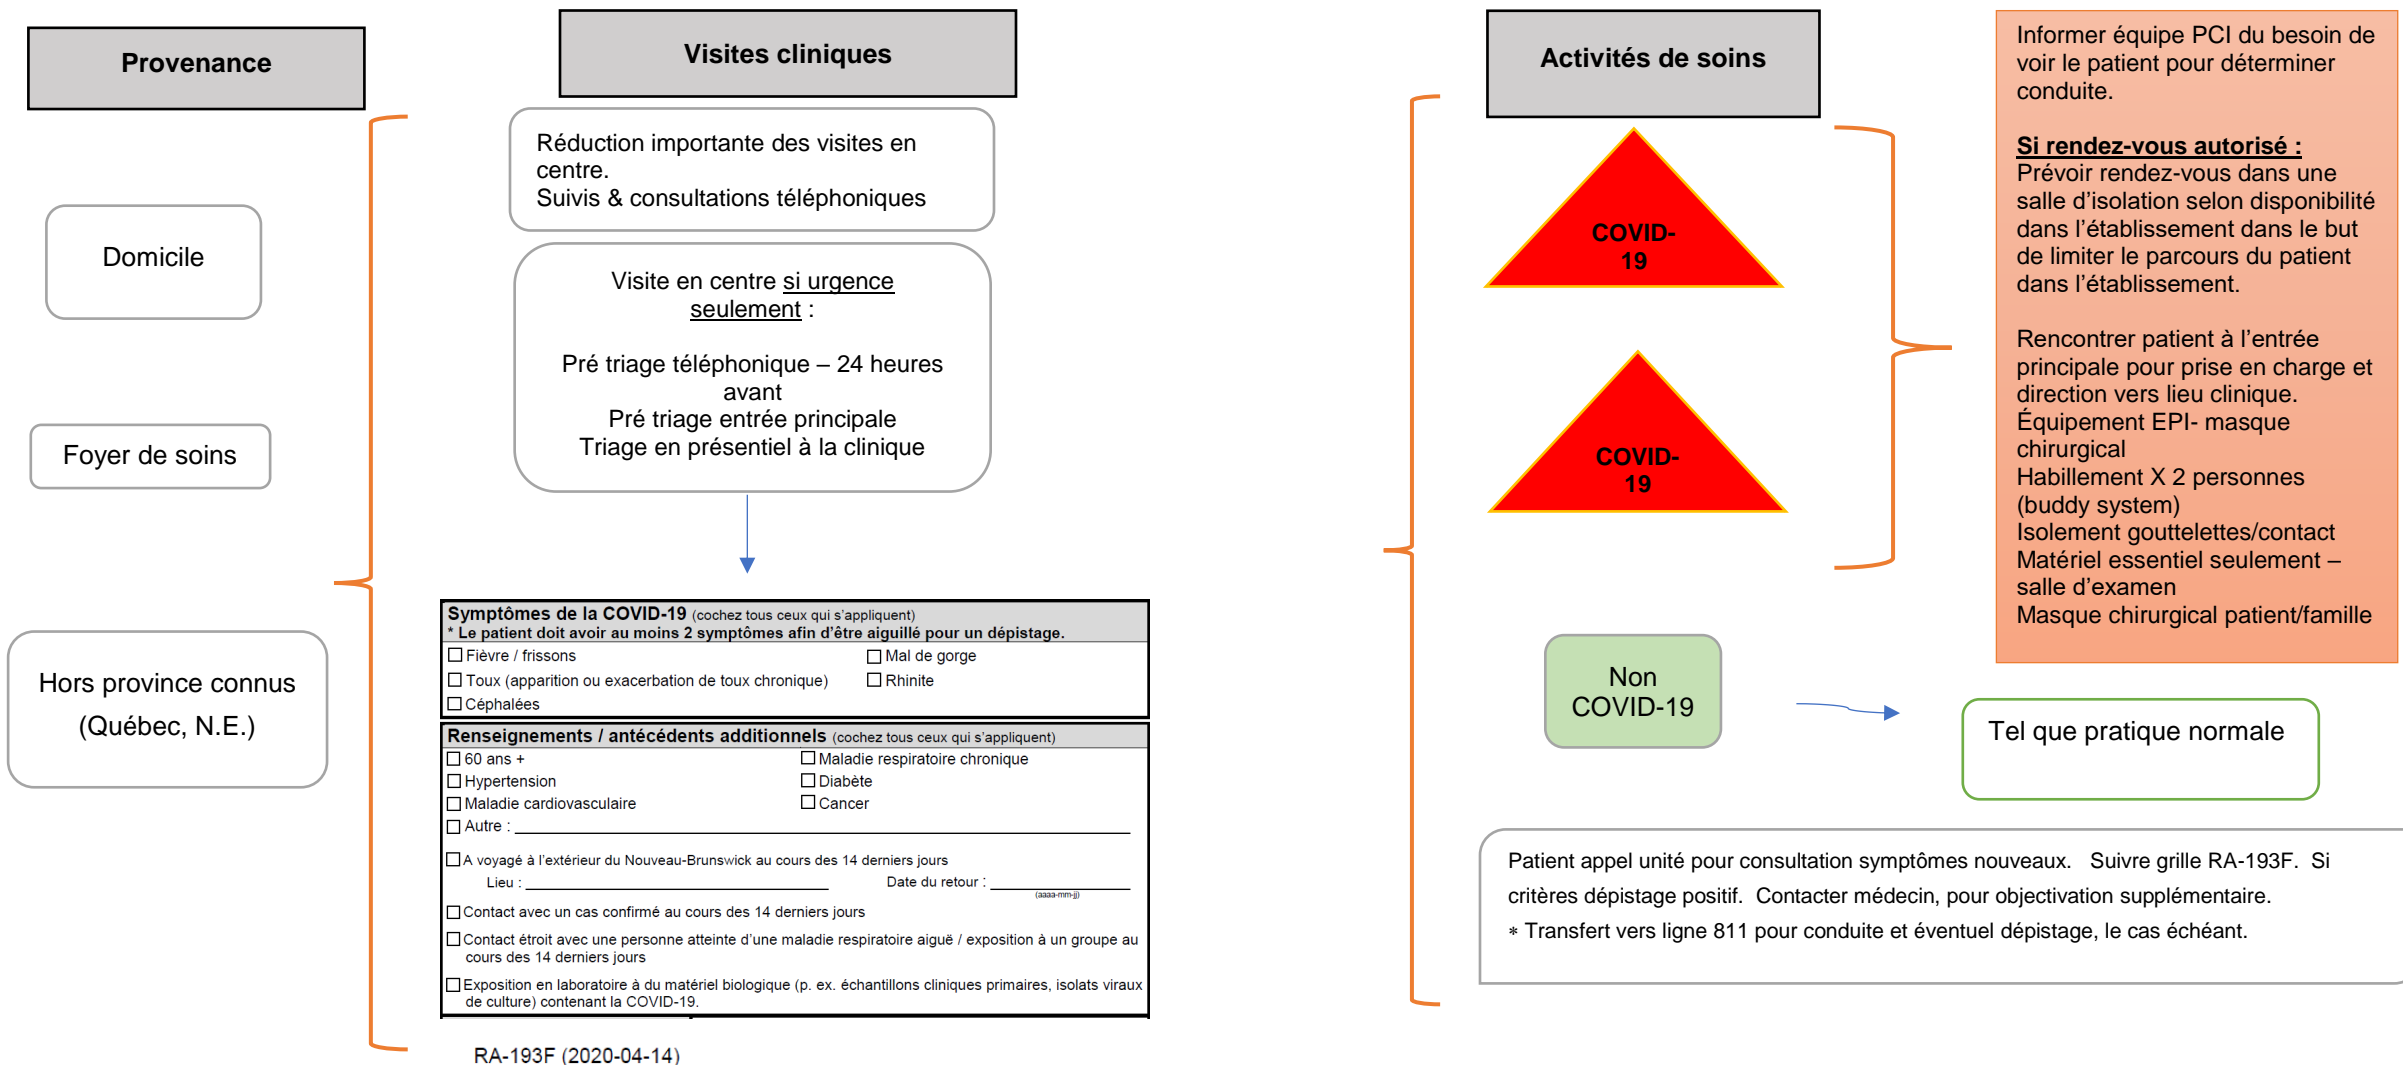 Provenance
Domicile
Foyer de soins
Hors province connus
(Québec, N.E.)
Visites cliniques
Réduction importante des visites en
centre.
Suivis & consultations téléphoniques
Visite en centre si urgence
seulement :
Pré triage téléphonique – 24 heures
avant
Pré triage entrée principale
Triage en présentiel à la clinique
Symptômes de la COVID-19 (cochez tous ceux qui s'appliquent)
* Le patient doit avoir au moins 2 symptômes afin d'être aiguillé pour un dépistage.
Fièvre / frissons
Mal de gorge
Toux (apparition ou exacerbation de toux chronique)
Rhinite
Céphalées
Renseignements / antécédents additionnels (cochez tous ceux qui s'appliquent)
60 ans +
Maladie respiratoire chronique
Hypertension
Diabète
Maladie cardiovasculaire
Cancer
Autre :
A voyagé à l'extérieur du Nouveau-Brunswick au cours des 14 derniers jours
Lieu : Date du retour :
(aaaa-mm-jj)
Contact avec un cas confirmé au cours des 14 derniers jours
Contact étroit avec une personne atteinte d'une maladie respiratoire aiguë / exposition à un groupe au
cours des 14 derniers jours
Exposition en laboratoire à du matériel biologique (p. ex. échantillons cliniques primaires, isolats viraux
de culture) contenant la COVID-19.
RA-193F (2020-04-14)
Activités de soins
COVID-
19
COVID-
19
Non
COVID-19
Informer équipe PCI du besoin de
voir le patient pour déterminer
conduite.
Si rendez-vous autorisé :
Prévoir rendez-vous dans une
salle d'isolation selon disponibilité
dans l'établissement dans le but
de limiter le parcours du patient
dans l'établissement.
Rencontrer patient à l'entrée
principale pour prise en charge et
direction vers lieu clinique.
Équipement EPI- masque
chirurgical
Habillement X 2 personnes
(buddy system)
Isolement gouttelettes/contact
Matériel essentiel seulement –
salle d'examen
Masque chirurgical patient/famille
Tel que pratique normale
Patient appel unité pour consultation symptômes nouveaux. Suivre grille RA-193F. Si
critères dépistage positif. Contacter médecin, pour objectivation supplémentaire.
* Transfert vers ligne 811 pour conduite et éventuel dépistage, le cas échéant.